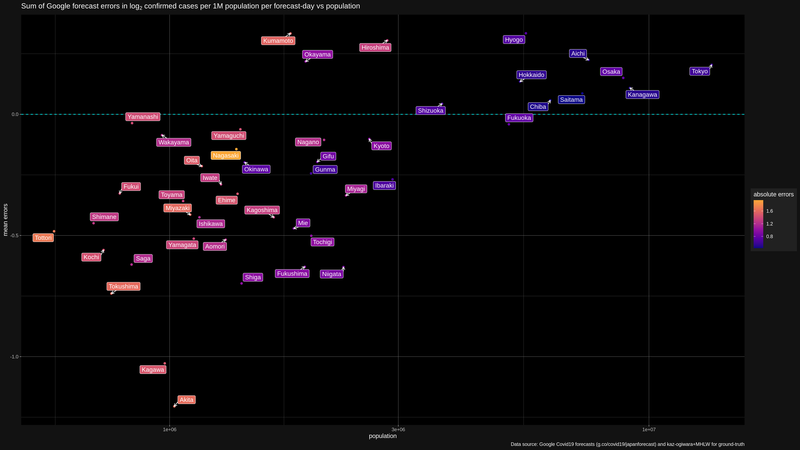 Sum of Google forecast errors in log2 confirmed cases per 1M population per forecast-day vs population
Kumamoto
Hiroshima
Okayama
Hyogo
Aichi
Osaka
Tokyo
Hokkaido
Kanagawa
Saitama
Chiba
Shizuoka
Fukuoka
0.0
Yamanashi
Yamaguchi
Wakayama
Nagano
Kyoto
Nagasaki
Gifu
Oita
Okinawa
Gunma
Iwate
Ibaraki
Fukui
Miyagi
Toyama
Ehime
Miyazaki
Kagoshima
Shimane
Ishikawa
Mie
mean errors
-0.5
Tottori
Yamagata
Aomori
Tochigi
Kochi
Saga
Shiga
Fukushima
Niigata
Tokushima
-1.0
Kagawa
Akita
absolute errors
1.6
1.2
0.8
1e+06
3e+06
1e+07
population
Data source: Google Covid19 forecasts (g.co/covid19/japanforecast) and kaz-ogiwara+MHLW for ground-truth